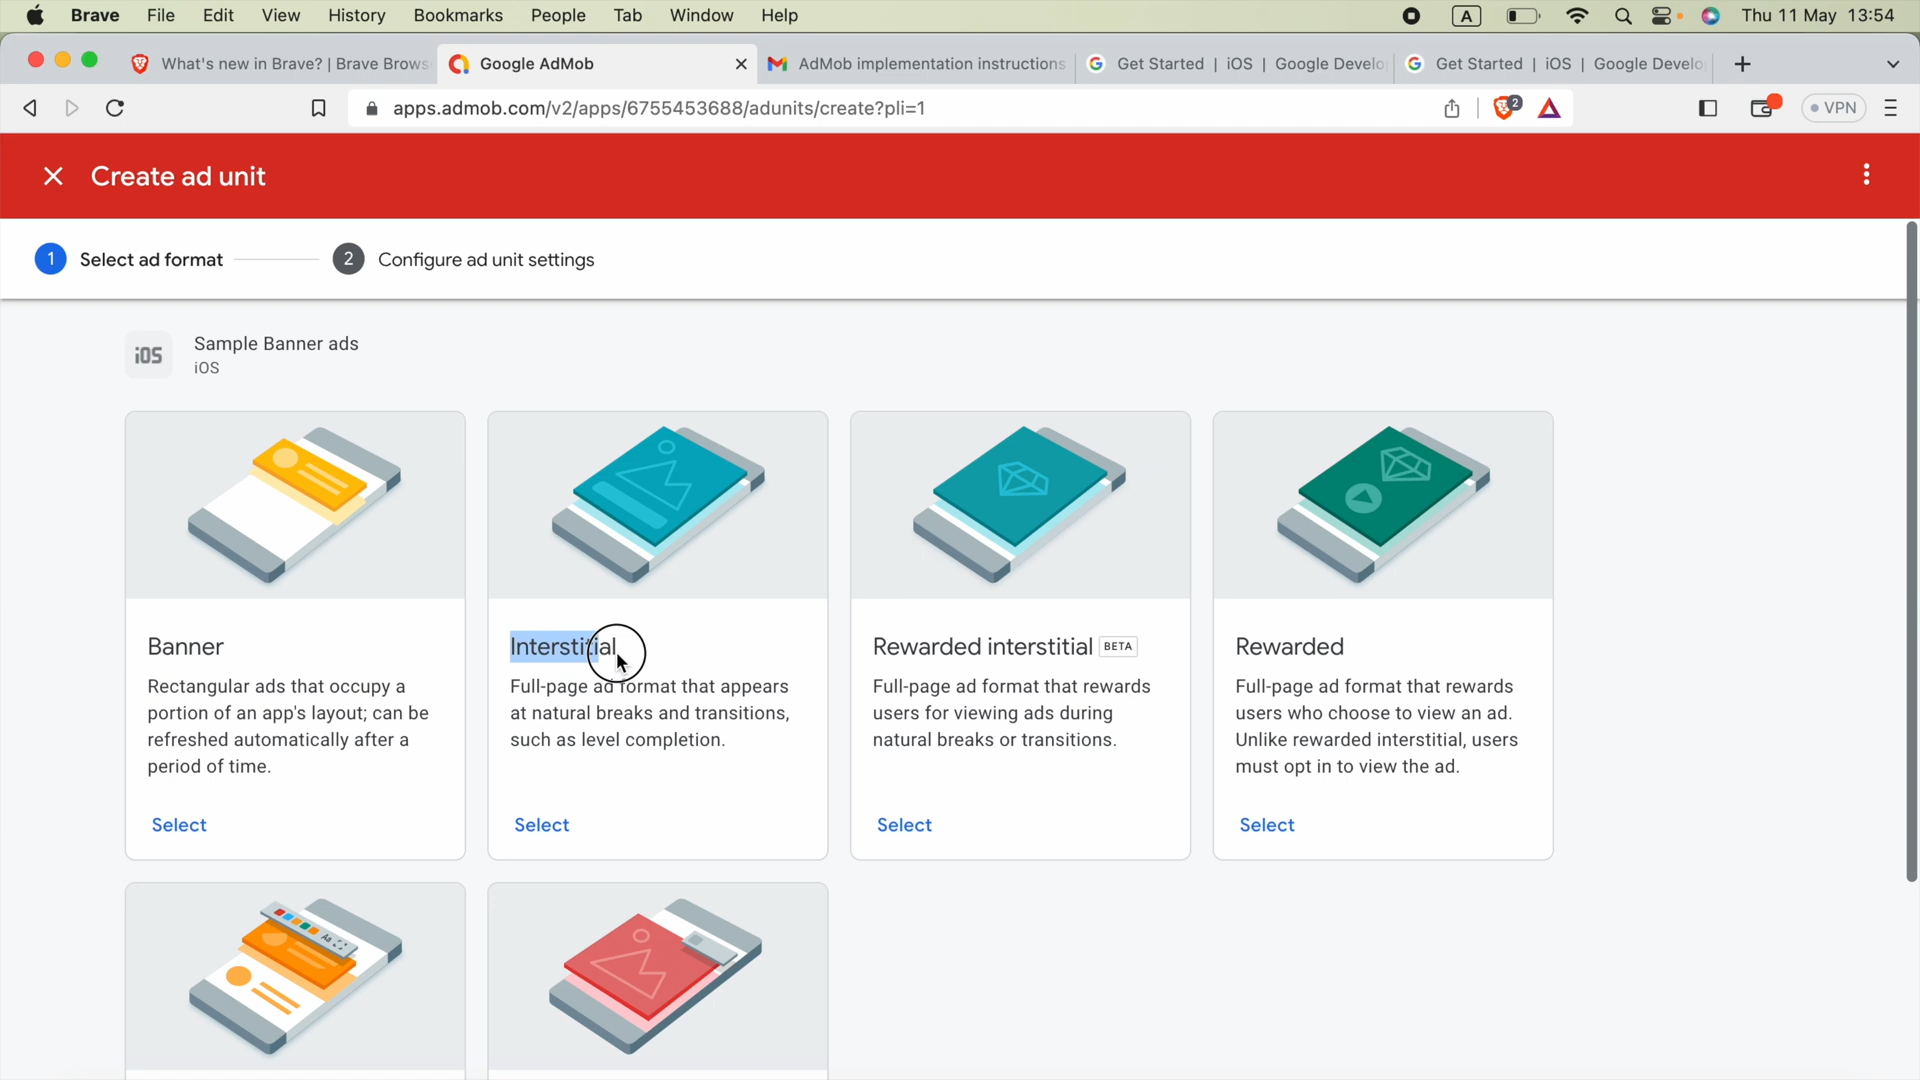 Brave File Edit View History Bookmarks People Tab Window Help A Thu 11 May 13:54
What's new in Brave? | Brave Brows Google AdMob AdMob implementation instructions Get Started | iOS | Google Develo Get Started | iOS | Google Develo
apps.admob.com/v2/apps/6755453688/adunits/create?pli=1 2 VPN
Create ad unit
1 Select ad format 2 Configure ad unit settings
iOS Sample Banner ads
iOS
Banner
Rectangular ads that occupy a
portion of an app's layout; can be
refreshed automatically after a
period of time.
Select
Interstitial
Full-page ad format that appears
at natural breaks and transitions,
such as level completion.
Select
Rewarded interstitial BETA
Full-page ad format that rewards
users for viewing ads during
natural breaks or transitions.
Select
Rewarded
Full-page ad format that rewards
users who choose to view an ad.
Unlike rewarded interstitial, users
must opt in to view the ad.
Select
Aa